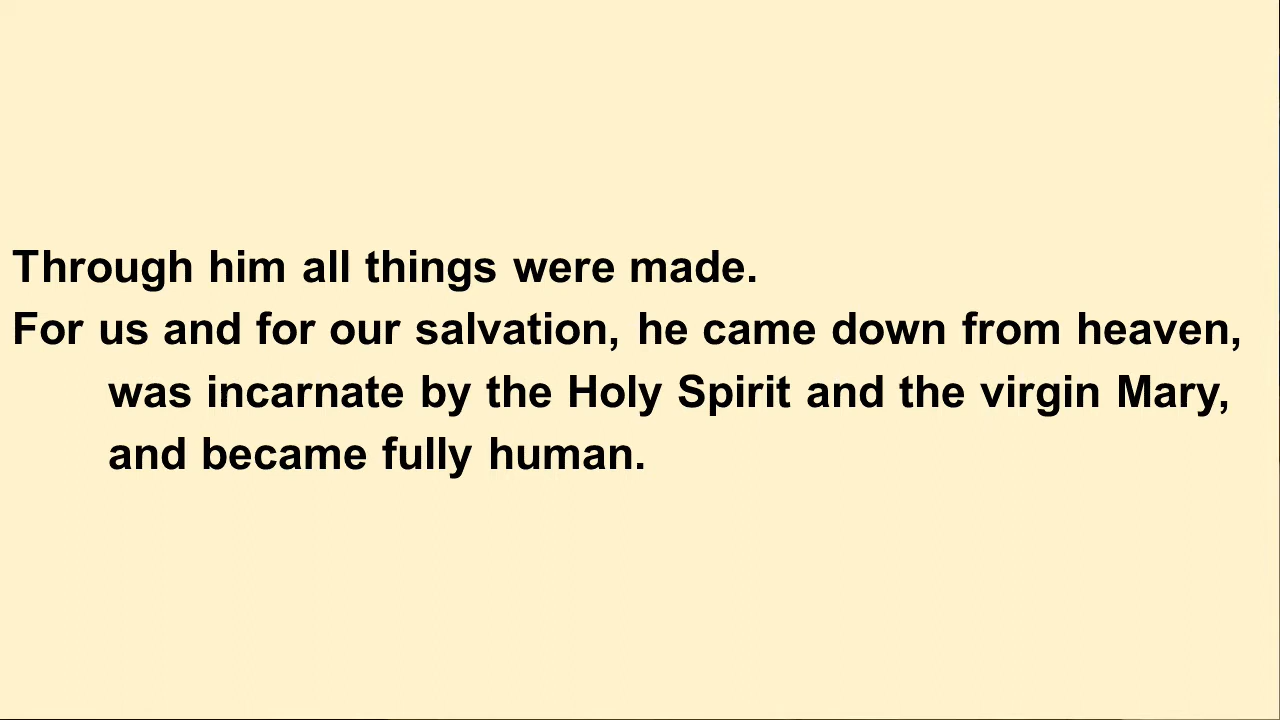 Through him all things were made.
For us and for our salvation, he came down from heaven,
was incarnate by the Holy Spirit and the virgin Mary,
and became fully human.